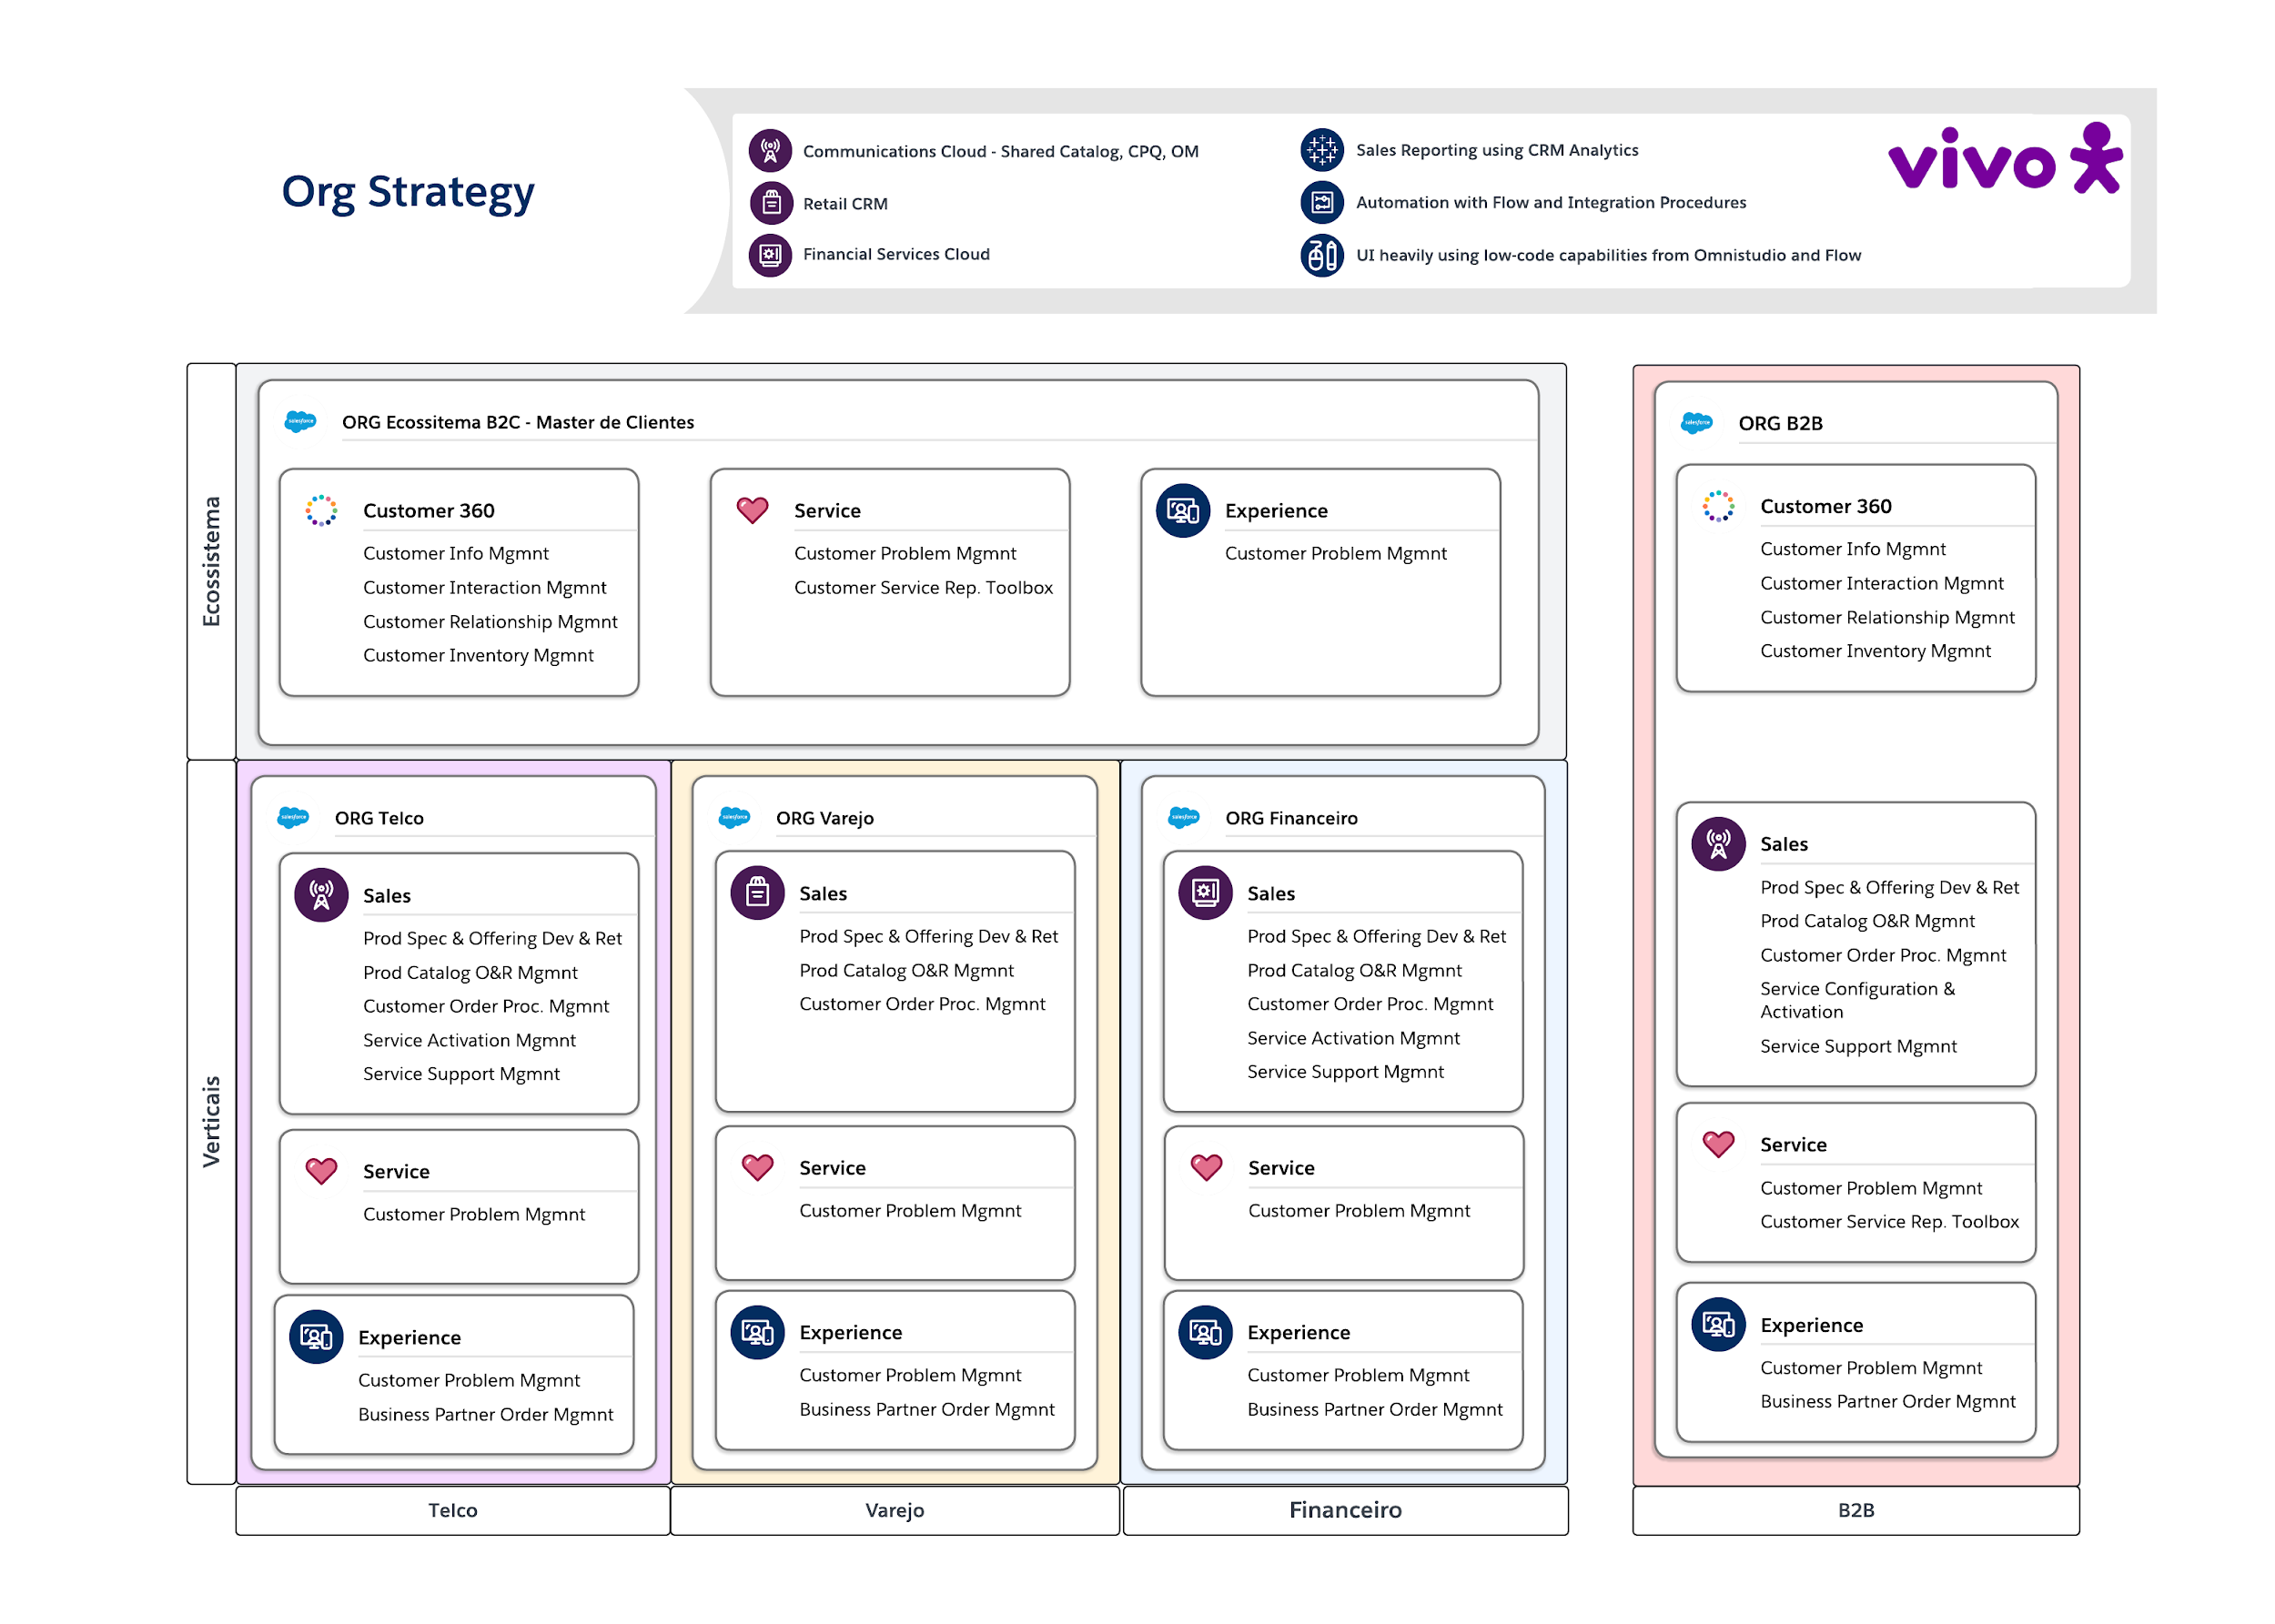 Org Strategy
Communications Cloud - Shared Catalog, CPQ, OM
Retail CRM
Financial Services Cloud
Sales Reporting using CRM Analytics
Automation with Flow and Integration Procedures
UI heavily using low-code capabilities from Omnistudio and Flow
vivo
Ecossistema
salesforce
ORG Ecossitema B2C - Master de Clientes
Customer 360
Customer Info Mgmnt
Customer Interaction Mgmnt
Customer Relationship Mgmnt
Customer Inventory Mgmnt
Service
Customer Problem Mgmnt
Customer Service Rep. Toolbox
Experience
Customer Problem Mgmnt
Verticais
salesforce
ORG Telco
Sales
Prod Spec & Offering Dev & Ret
Prod Catalog O&R Mgmnt
Customer Order Proc. Mgmnt
Service Activation Mgmnt
Service Support Mgmnt
Service
Customer Problem Mgmnt
Experience
Customer Problem Mgmnt
Business Partner Order Mgmnt
Telco
salesforce
ORG Varejo
Sales
Prod Spec & Offering Dev & Ret
Prod Catalog O&R Mgmnt
Customer Order Proc. Mgmnt
Service
Customer Problem Mgmnt
Experience
Customer Problem Mgmnt
Business Partner Order Mgmnt
Varejo
salesforce
ORG Financeiro
Sales
Prod Spec & Offering Dev & Ret
Prod Catalog O&R Mgmnt
Customer Order Proc. Mgmnt
Service Activation Mgmnt
Service Support Mgmnt
Service
Customer Problem Mgmnt
Experience
Customer Problem Mgmnt
Business Partner Order Mgmnt
Financeiro
salesforce
ORG B2B
Customer 360
Customer Info Mgmnt
Customer Interaction Mgmnt
Customer Relationship Mgmnt
Customer Inventory Mgmnt
Sales
Prod Spec & Offering Dev & Ret
Prod Catalog O&R Mgmnt
Customer Order Proc. Mgmnt
Service Configuration &
Activation
Service Support Mgmnt
Service
Customer Problem Mgmnt
Customer Service Rep. Toolbox
Experience
Customer Problem Mgmnt
Business Partner Order Mgmnt
B2B